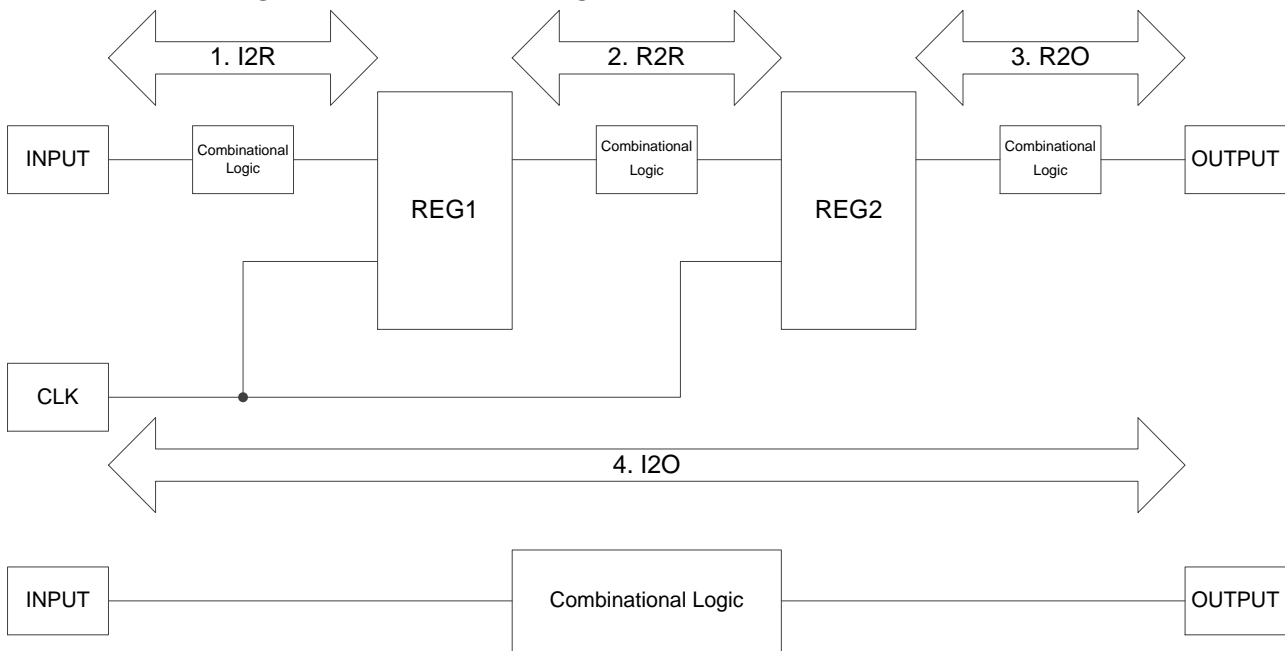 1. I2R
2. R2R
3. R2O
INPUT
Combinational
Logic
REG1
Combinational
Logic
REG2
Combinational
Logic
OUTPUT
CLK
4. I2O
INPUT
Combinational Logic
OUTPUT